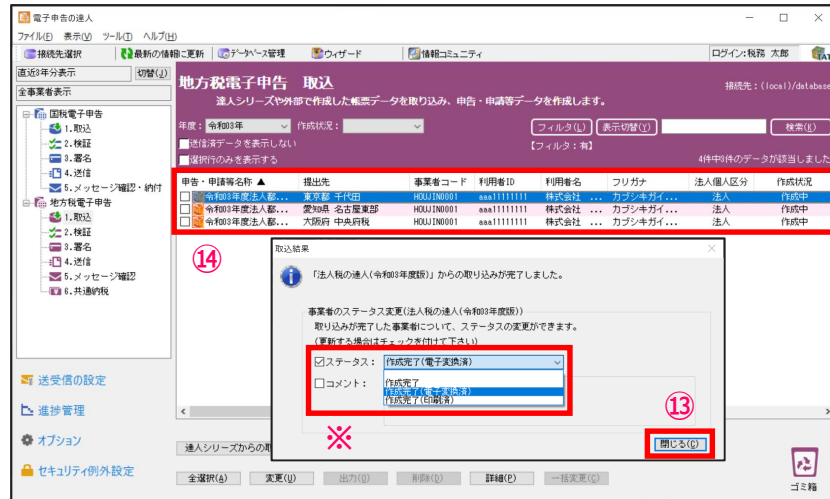 電子申告の達人
ファイル(F) 表示(V) ツール(T) ヘルプ(H)
接続先選択 最新の情報に更新 データベース管理 ウィザード 情報コミュニティ ログイン:税務 太郎
直近3年分表示 切替(J)
全事業者表示
地方税電子申告 取込
接続先:(local)/database
達人シリーズや外部で作成した帳票データを取り込み、申告・申請等データを作成します。
年度: 令和03年 作成状況: フィルタ(L) 表示切替(Y) 検索(K)
送信済データを表示しない 【フィルタ:有】
選択行のみを表示する 4件中3件のデータが該当しました
国税電子申告
1.取込
2.検証
3.署名
4.送信
5.メッセージ確認・納付
地方税電子申告
1.取込
2.検証
3.署名
4.送信
5.メッセージ確認
6.共通納税
申告・申請等名称 ▲ 提出先 事業者コード 利用者ID 利用者名 フリガナ 法人個人区分 作成状況
令和03年度法人都... 東京都 千代田 HOUJIN0001 aaa11111111 株式会社 ... カブシキガイ... 法人 作成中
令和03年度法人都... 愛知県 名古屋東部 HOUJIN0001 aaa11111111 株式会社 ... カブシキガイ... 法人 作成中
令和03年度法人都... 大阪府 中央府税 HOUJIN0001 aaa11111111 株式会社 ... カブシキガイ... 法人 作成中
⑭
取込結果
「法人税の達人(令和03年度版)」からの取り込みが完了しました。
事業者のステータス変更(法人税の達人(令和03年度版))
取り込みが完了した事業者について、ステータスの変更ができます。
(更新する場合はチェックを付けて下さい)
ステータス: 作成完了(電子変換済)
コメント: 作成完了
作成完了(電子変換済)
作成完了(印刷済)
※
⑬
閉じる(C)
送受信の設定
進捗管理
オプション
セキュリティ例外設定
達人シリーズからの取
全選択(A) 変更(U) 出力(O) 削除(D) 詳細(P) 一括変更(C)
ゴミ箱